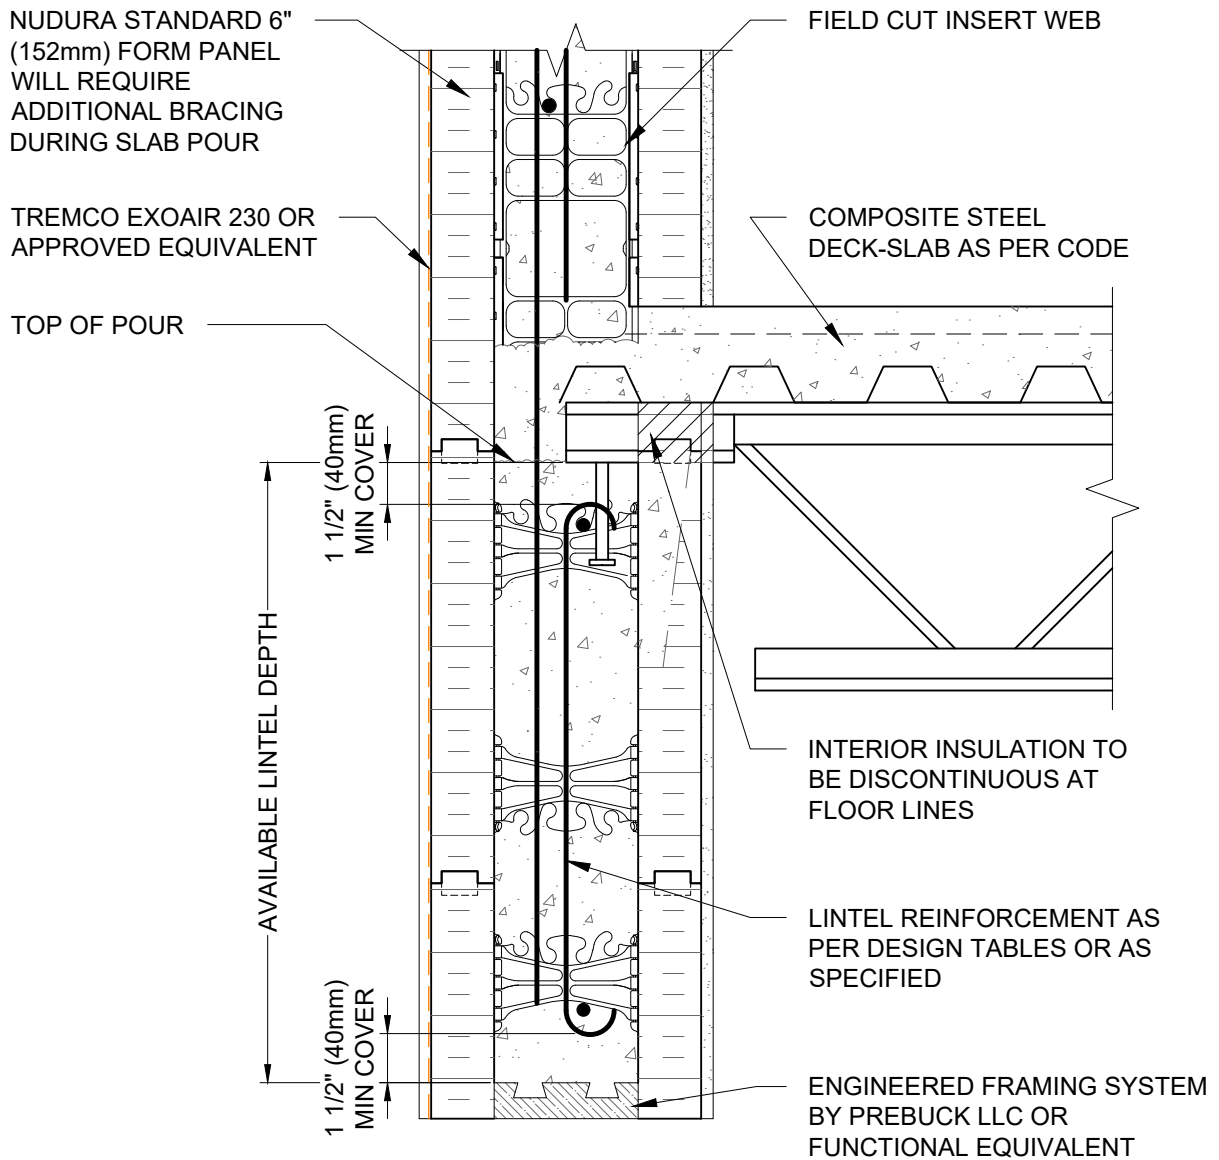 NUDURA STANDARD 6"
(152mm) FORM PANEL
WILL REQUIRE
ADDITIONAL BRACING
DURING SLAB POUR
FIELD CUT INSERT WEB
TREMCO EXOAIR 230 OR
APPROVED EQUIVALENT
COMPOSITE STEEL
DECK-SLAB AS PER CODE
TOP OF POUR
1 1/2" (40mm)
MIN COVER
AVAILABLE LINTEL DEPTH
INTERIOR INSULATION TO
BE DISCONTINUOUS AT
FLOOR LINES
LINTEL REINFORCEMENT AS
PER DESIGN TABLES OR AS
SPECIFIED
1 1/2" (40mm)
MIN COVER
ENGINEERED FRAMING SYSTEM
BY PREBUCK LLC OR
FUNCTIONAL EQUIVALENT